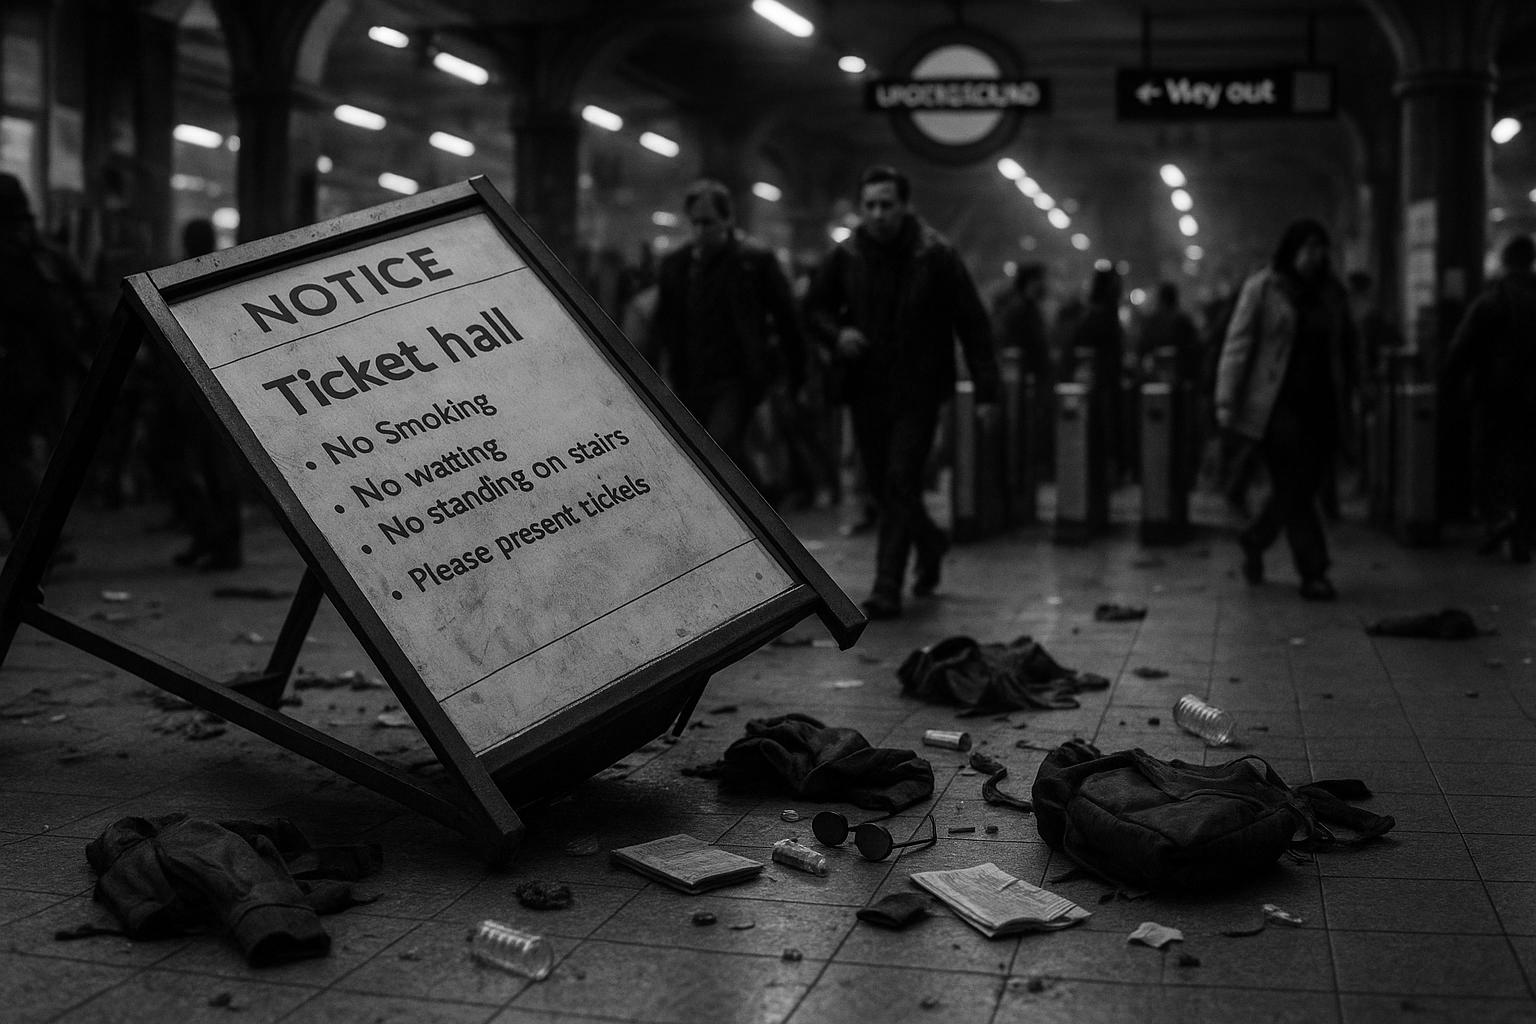 NOTICE
Ticket hall
• No Smoking
• No watting
• No standing on stairs
• Please present tickels
← Way out